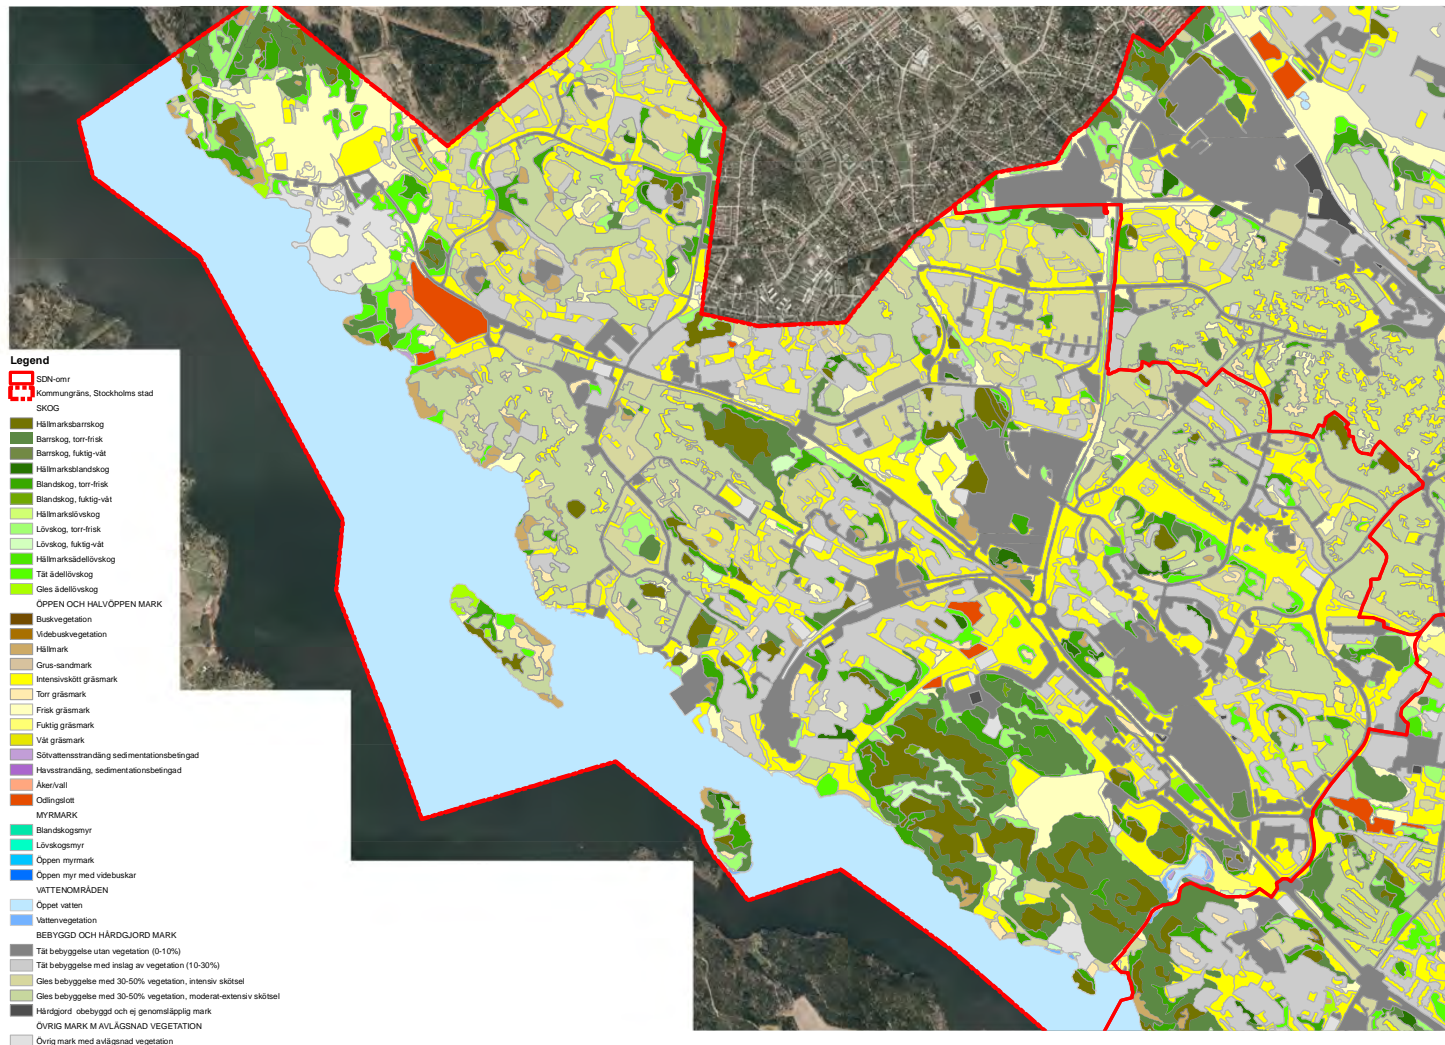 Legend
SDN-omr
Kommungräns, Stockholms stad
SKOG
Hällmarksbarrskog
Barrskog, torr-frisk
Barrskog, fuktig-våt
Hällmarksblandskog
Blandskog, torr-frisk
Blandskog, fuktig-våt
Hällmarkslövskog
Lövskog, torr-frisk
Lövskog, fuktig-våt
Hällmarksädellövskog
Tät ädellövskog
Gles ädellövskog
ÖPPEN OCH HALVÖPPEN MARK
Buskvegetation
Videbuskvegetation
Hällmark
Grus-sandmark
Intensivskött gräsmark
Torr gräsmark
Frisk gräsmark
Fuktig gräsmark
Våt gräsmark
Sötvattensstrandäng sedimentationsbetingad
Havsstrandäng, sedimentationsbetingad
Åker/vall
Odlingslott
MYRMARK
Blandskogsmyr
Lövskogsmyr
Öppen myrmark
Öppen myr med videbuskar
VATTENOMRÅDEN
Öppet vatten
Vattenvegetation
BEBYGGD OCH HÅRDGJORD MARK
Tät bebyggelse utan vegetation (0-10%)
Tät bebyggelse med inslag av vegetation (10-30%)
Gles bebyggelse med 30-50% vegetation, intensiv skötsel
Gles bebyggelse med 30-50% vegetation, moderat-extensiv skötsel
Hårdgjord obebyggd och ej genomsläpplig mark
ÖVRIG MARK M AVLÄGSNAD VEGETATION
Övrig mark med avlägsnad vegetation